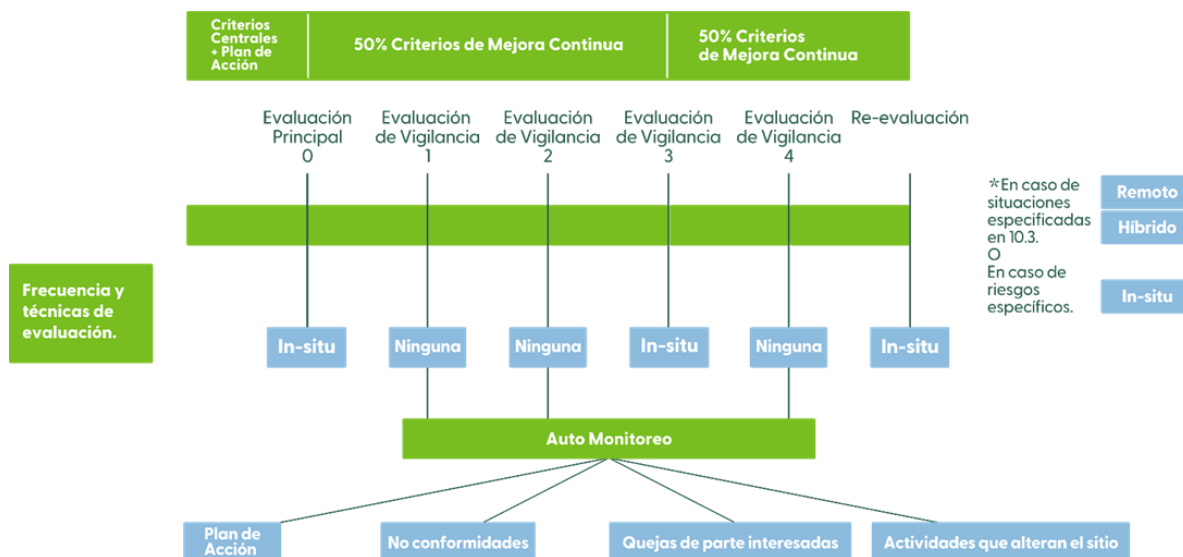 Criterios
Centrales
+ Plan de
Acción
50% Criterios de Mejora Continua
50% Criterios
de Mejora Continua
Evaluación
Principal
0
Evaluación
de Vigilancia
1
Evaluación
de Vigilancia
2
Evaluación
de Vigilancia
3
Evaluación
de Vigilancia
4
Re-evaluación
*En caso de
situaciones
especificadas
en 10.3.
O
En caso de
riesgos
específicos.
Remoto
Híbrido
In-situ
Frecuencia y
técnicas de
evaluación.
In-situ
Ninguna
Ninguna
In-situ
Ninguna
In-situ
Auto Monitoreo
Plan de
Acción
No conformidades
Quejas de parte interesadas
Actividades que alteran el sitio